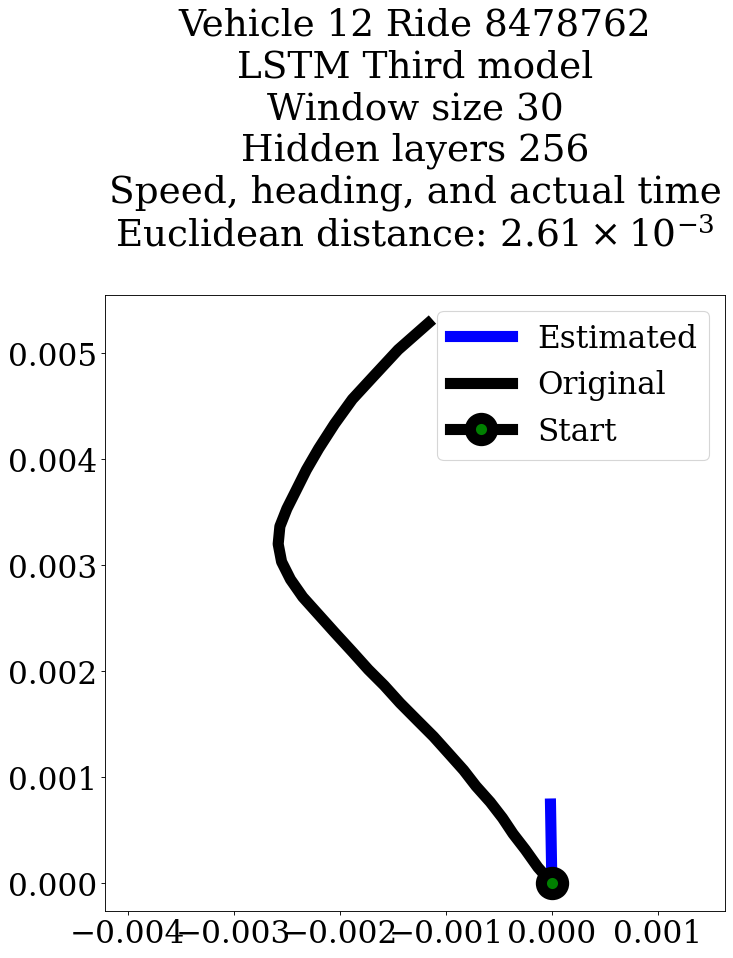 Vehicle 12 Ride 8478762
LSTM Third model
Window size 30
Hidden layers 256
Speed, heading, and actual time
Euclidean distance: 2.61 × 10⁻³
Estimated
Original
Start
0.005
0.004
0.003
0.002
0.001
0.000
−0.004
−0.003
−0.002
−0.001
0.000
0.001